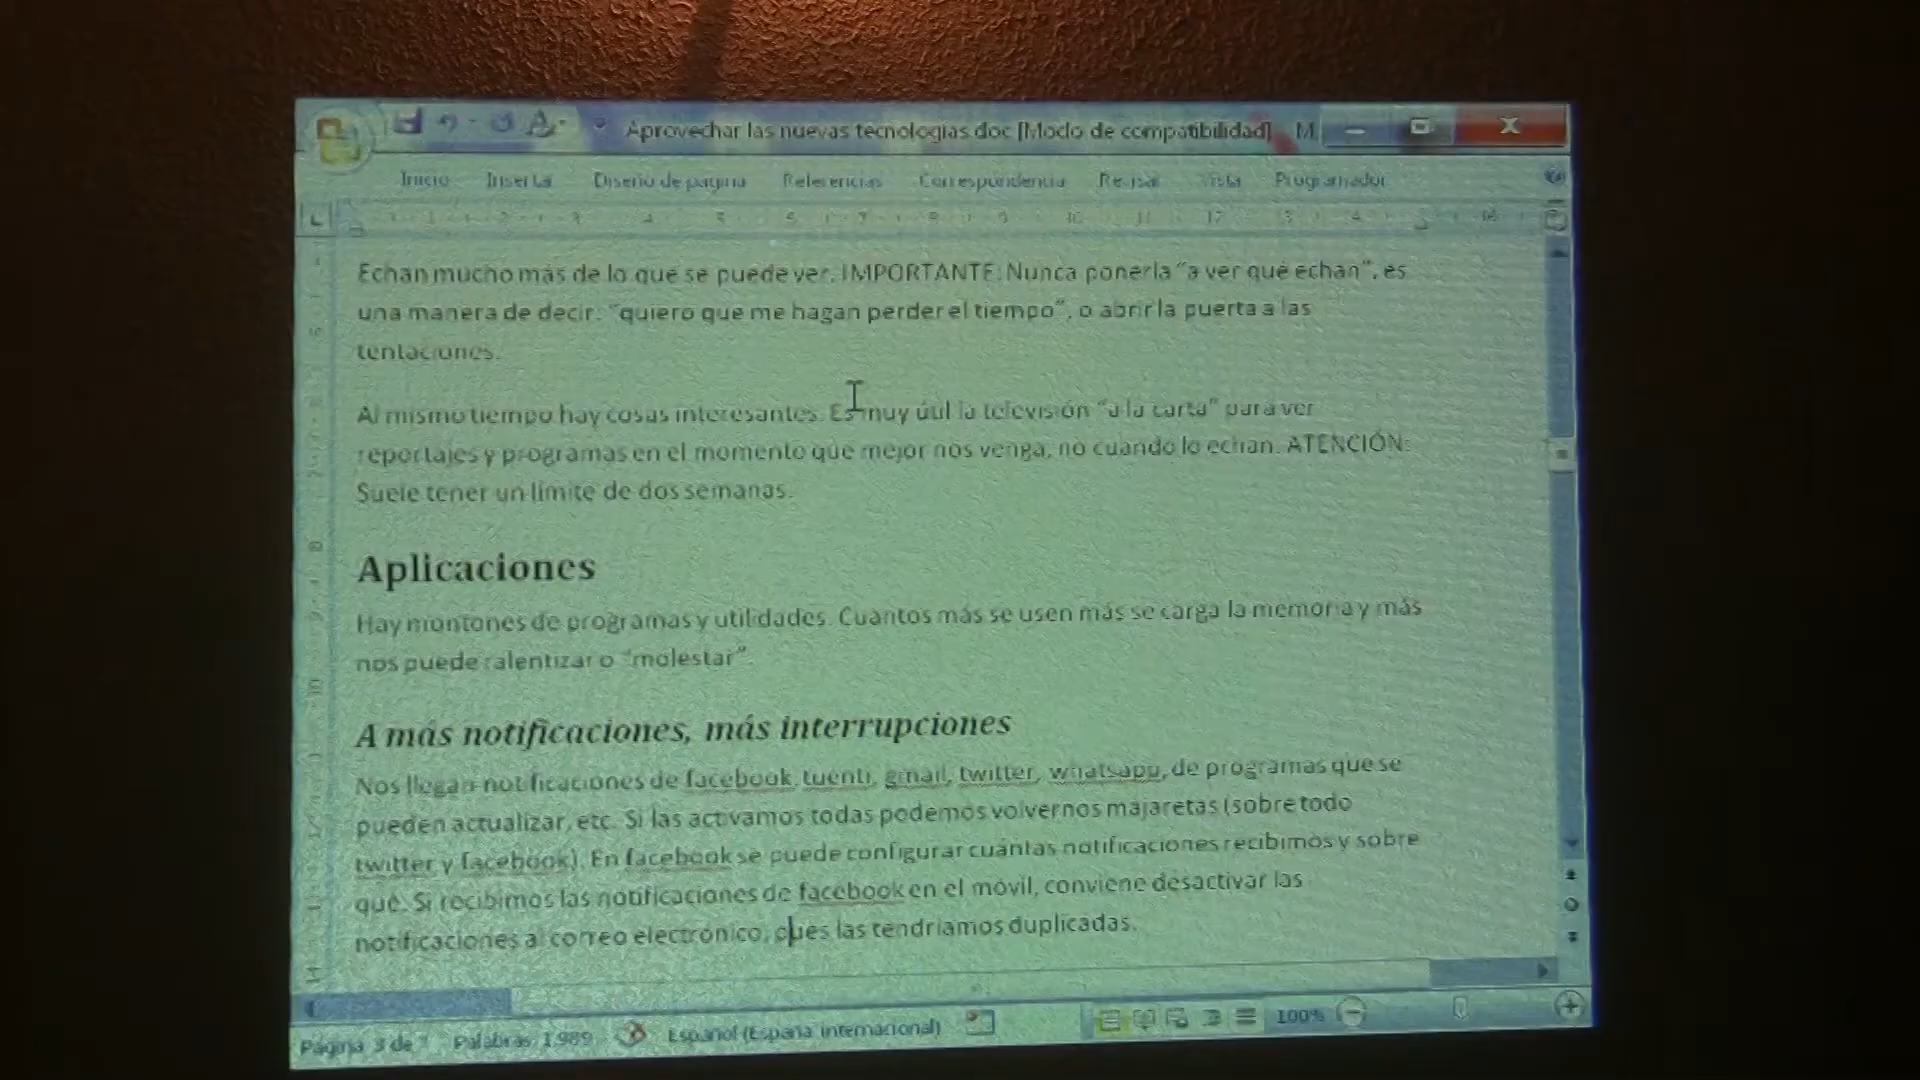 Aprovechar las nuevas tecnologias.doc [Modo de compatibilidad] M
Inicio Insertar Diseño de página Referencias Correspondencia Revisar Vista Programador
Echan mucho más de lo que se puede ver. IMPORTANTE: Nunca ponerla “a ver qué echan”, es
una manera de decir: “quiero que me hagan perder el tiempo”, o abrir la puerta a las
tentaciones.
Al mismo tiempo hay cosas interesantes. Es muy útil la televisión “a la carta” para ver
reportajes y programas en el momento que mejor nos venga, no cuando lo echan. ATENCIÓN:
Suele tener un límite de dos semanas.
Aplicaciones
Hay montones de programas y utilidades. Cuantos más se usen más se carga la memoria y más
nos puede ralentizar o “molestar”.
A más notificaciones, más interrupciones
Nos llegan notificaciones de facebook, tuenti, gmail, twitter, whatsapp, de programas que se
pueden actualizar, etc. Si las activamos todas podemos volvernos majaretas (sobre todo
twitter y facebook). En facebook se puede configurar cuántas notificaciones recibimos y sobre
qué. Si recibimos las notificaciones de facebook en el móvil, conviene desactivar las
notificaciones al correo electrónico, pues las tendríamos duplicadas.
Página 3 de 7 Palabras: 1.989 Español (España, internacional) 100%